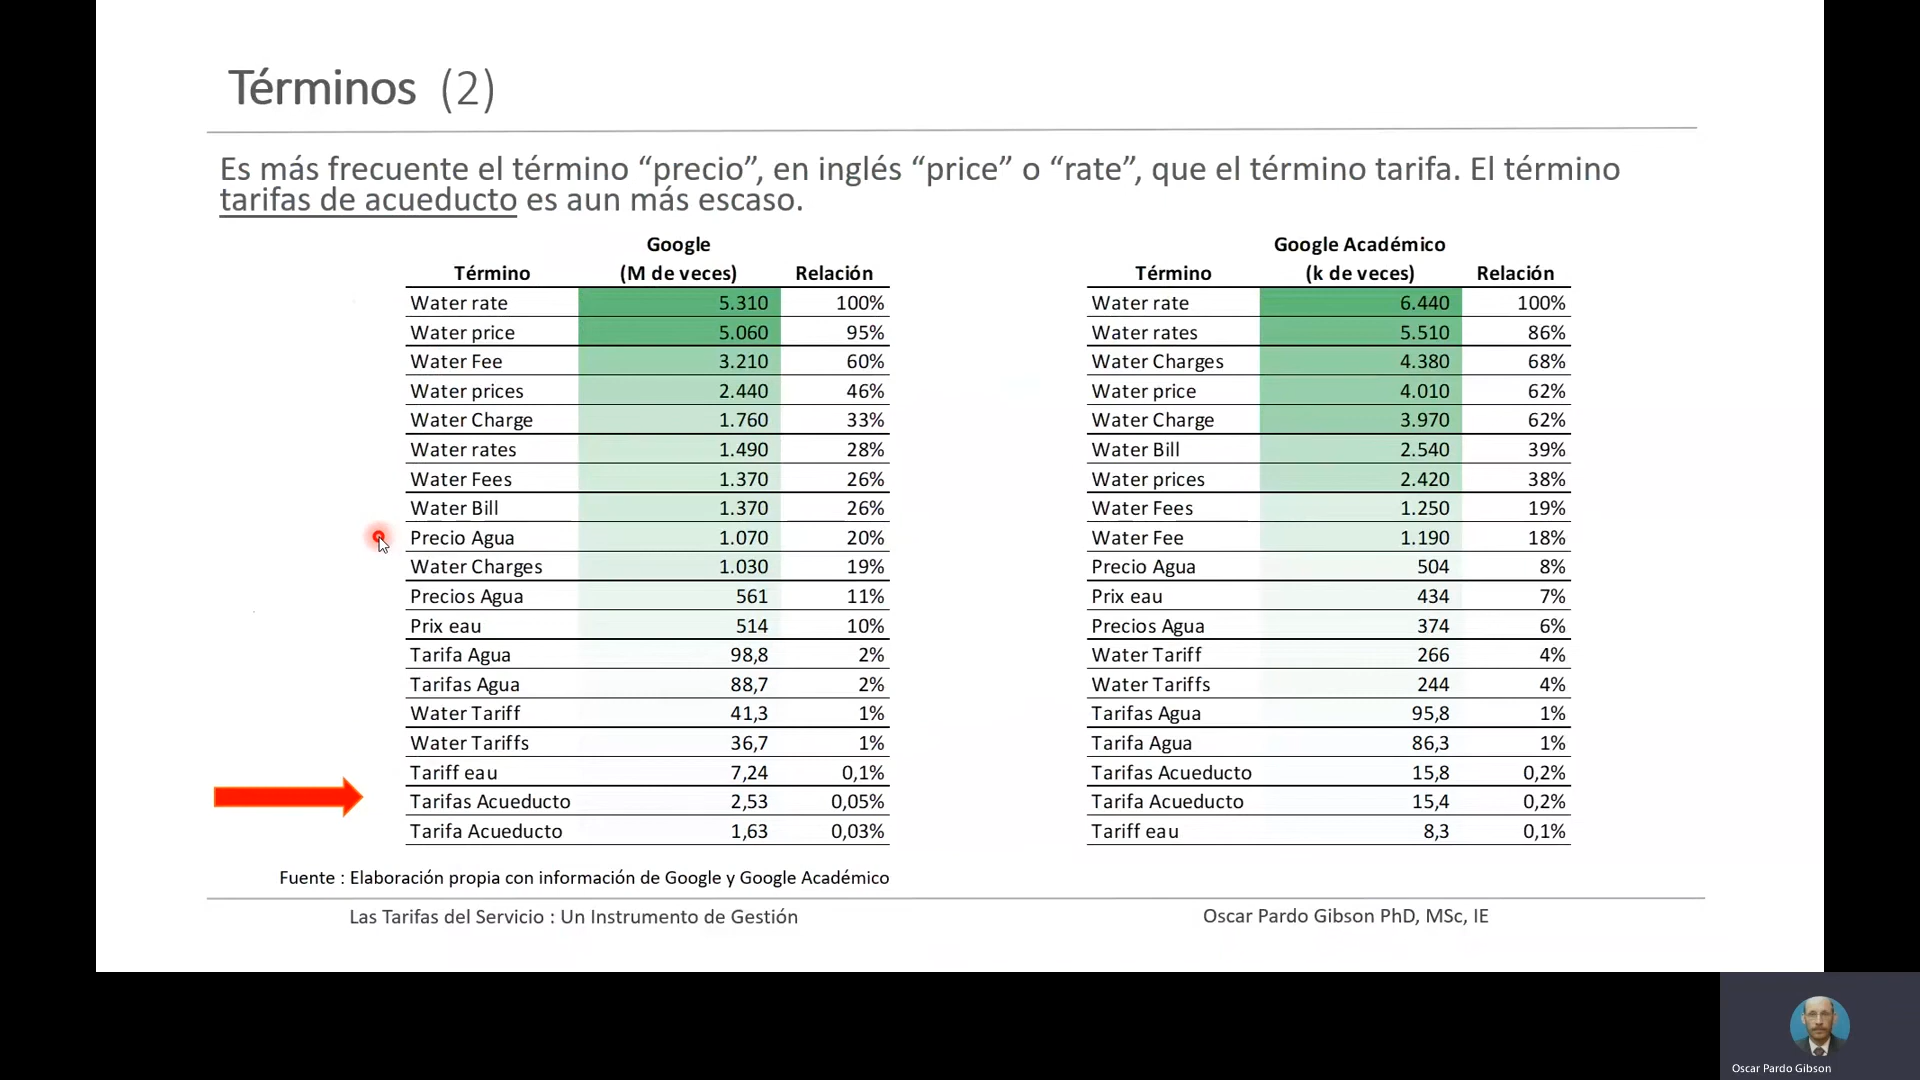 Términos (2)
Es más frecuente el término “precio”, en inglés “price” o “rate”, que el término tarifa. El término
tarifas de acueducto es aun más escaso.
Google
Término (M de veces) Relación
Water rate 5.310 100%
Water price 5.060 95%
Water Fee 3.210 60%
Water prices 2.440 46%
Water Charge 1.760 33%
Water rates 1.490 28%
Water Fees 1.370 26%
Water Bill 1.370 26%
Precio Agua 1.070 20%
Water Charges 1.030 19%
Precios Agua 561 11%
Prix eau 514 10%
Tarifa Agua 98,8 2%
Tarifas Agua 88,7 2%
Water Tariff 41,3 1%
Water Tariffs 36,7 1%
Tariff eau 7,24 0,1%
Tarifas Acueducto 2,53 0,05%
Tarifa Acueducto 1,63 0,03%
Google Académico
Término (k de veces) Relación
Water rate 6.440 100%
Water rates 5.510 86%
Water Charges 4.380 68%
Water price 4.010 62%
Water Charge 3.970 62%
Water Bill 2.540 39%
Water prices 2.420 38%
Water Fees 1.250 19%
Water Fee 1.190 18%
Precio Agua 504 8%
Prix eau 434 7%
Precios Agua 374 6%
Water Tariff 266 4%
Water Tariffs 244 4%
Tarifas Agua 95,8 1%
Tarifa Agua 86,3 1%
Tarifas Acueducto 15,8 0,2%
Tarifa Acueducto 15,4 0,2%
Tariff eau 8,3 0,1%
Fuente : Elaboración propia con información de Google y Google Académico
Las Tarifas del Servicio : Un Instrumento de Gestión
Oscar Pardo Gibson PhD, MSc, IE
Oscar Pardo Gibson